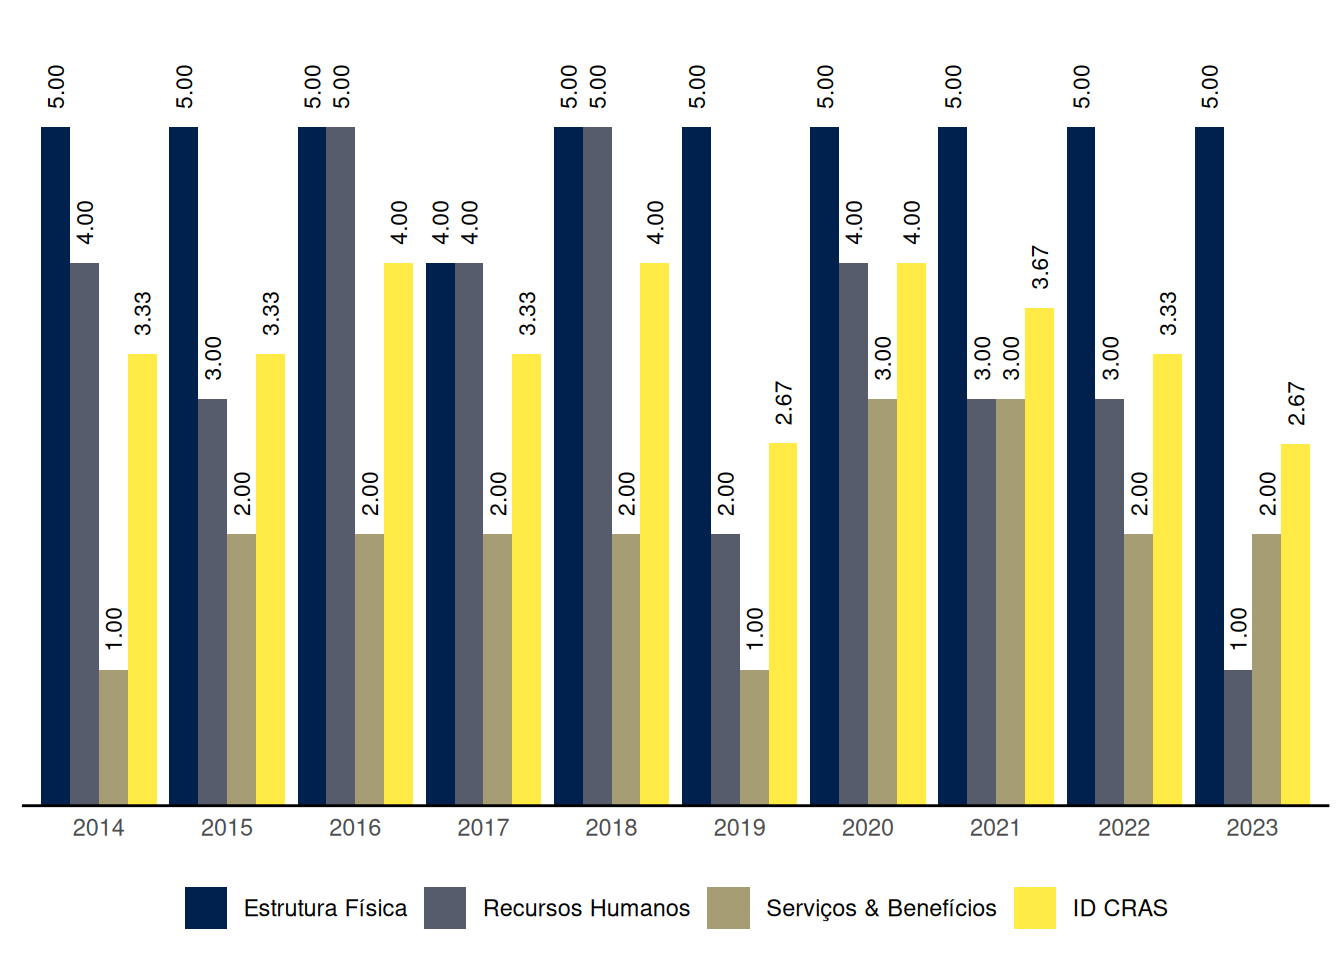 5.00 5.00 5.00 5.00 5.00 5.00 5.00 5.00 5.00 5.00 5.00
4.00 4.00 4.00 4.00 4.00 4.00 4.00
3.67
3.33 3.33 3.33 3.33
3.00 3.00 3.00 3.00 3.00
2.67 2.67
2.00 2.00 2.00 2.00 2.00 2.00 2.00
1.00 1.00 1.00
2014 2015 2016 2017 2018 2019 2020 2021 2022 2023
Estrutura Física Recursos Humanos Serviços & Benefícios ID CRAS